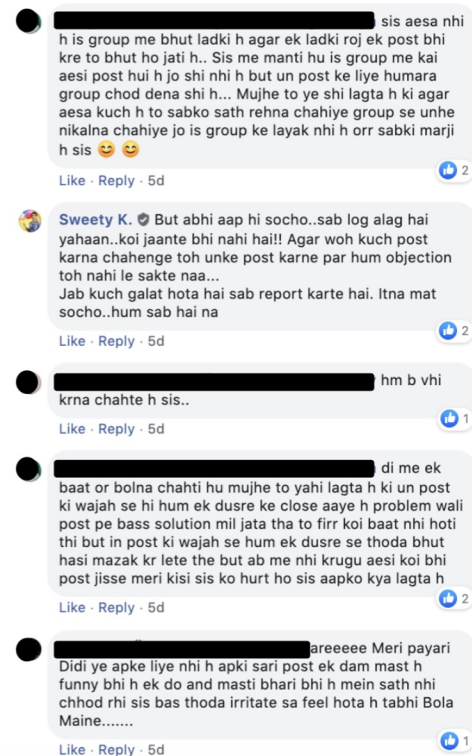 sis aesa nhi
h is group me bhut ladki h agar ek ladki roj ek post bhi
kre to bhut ho jati h.. Sis me manti hu is group me kai
aesi post hui h jo shi nhi h but un post ke liye humara
group chod dena shi h... Mujhe to ye shi lagta h ki agar
aesa kuch h to sabko sath rehna chahiye group se unhe
nikalna chahiye jo is group ke layak nhi h orr sabki marji
h sis 😊 😊
2
Like · Reply · 5d
Sweety K. But abhi aap hi socho..sab log alag hai
yahaan..koi jaante bhi nahi hai!! Agar woh kuch post
karna chahenge toh unke post karne par hum objection
toh nahi le sakte naa...
Jab kuch galat hota hai sab report karte hai. Itna mat
socho..hum sab hai na
2
Like · Reply · 5d
hm b vhi
krna chahte h sis..
1
Like · Reply · 5d
di me ek
baat or bolna chahti hu mujhe to yahi lagta h ki un post
ki wajah se hi hum ek dusre ke close aaye h problem wali
post pe bass solution mil jata tha to firr koi baat nhi hoti
thi but in post ki wajah se hum ek dusre se thoda bhut
hasi mazak kr lete the but ab me nhi krugu aesi koi bhi
post jisse meri kisi sis ko hurt ho sis aapko kya lagta h
2
Like · Reply · 5d
areeeee Meri payari
Didi ye apke liye nhi h apki sari post ek dam mast h
funny bhi h ek do and masti bhari bhi h mein sath nhi
chhod rhi sis bas thoda irritate sa feel hota h tabhi Bola
Maine.......
1
Like · Reply · 5d